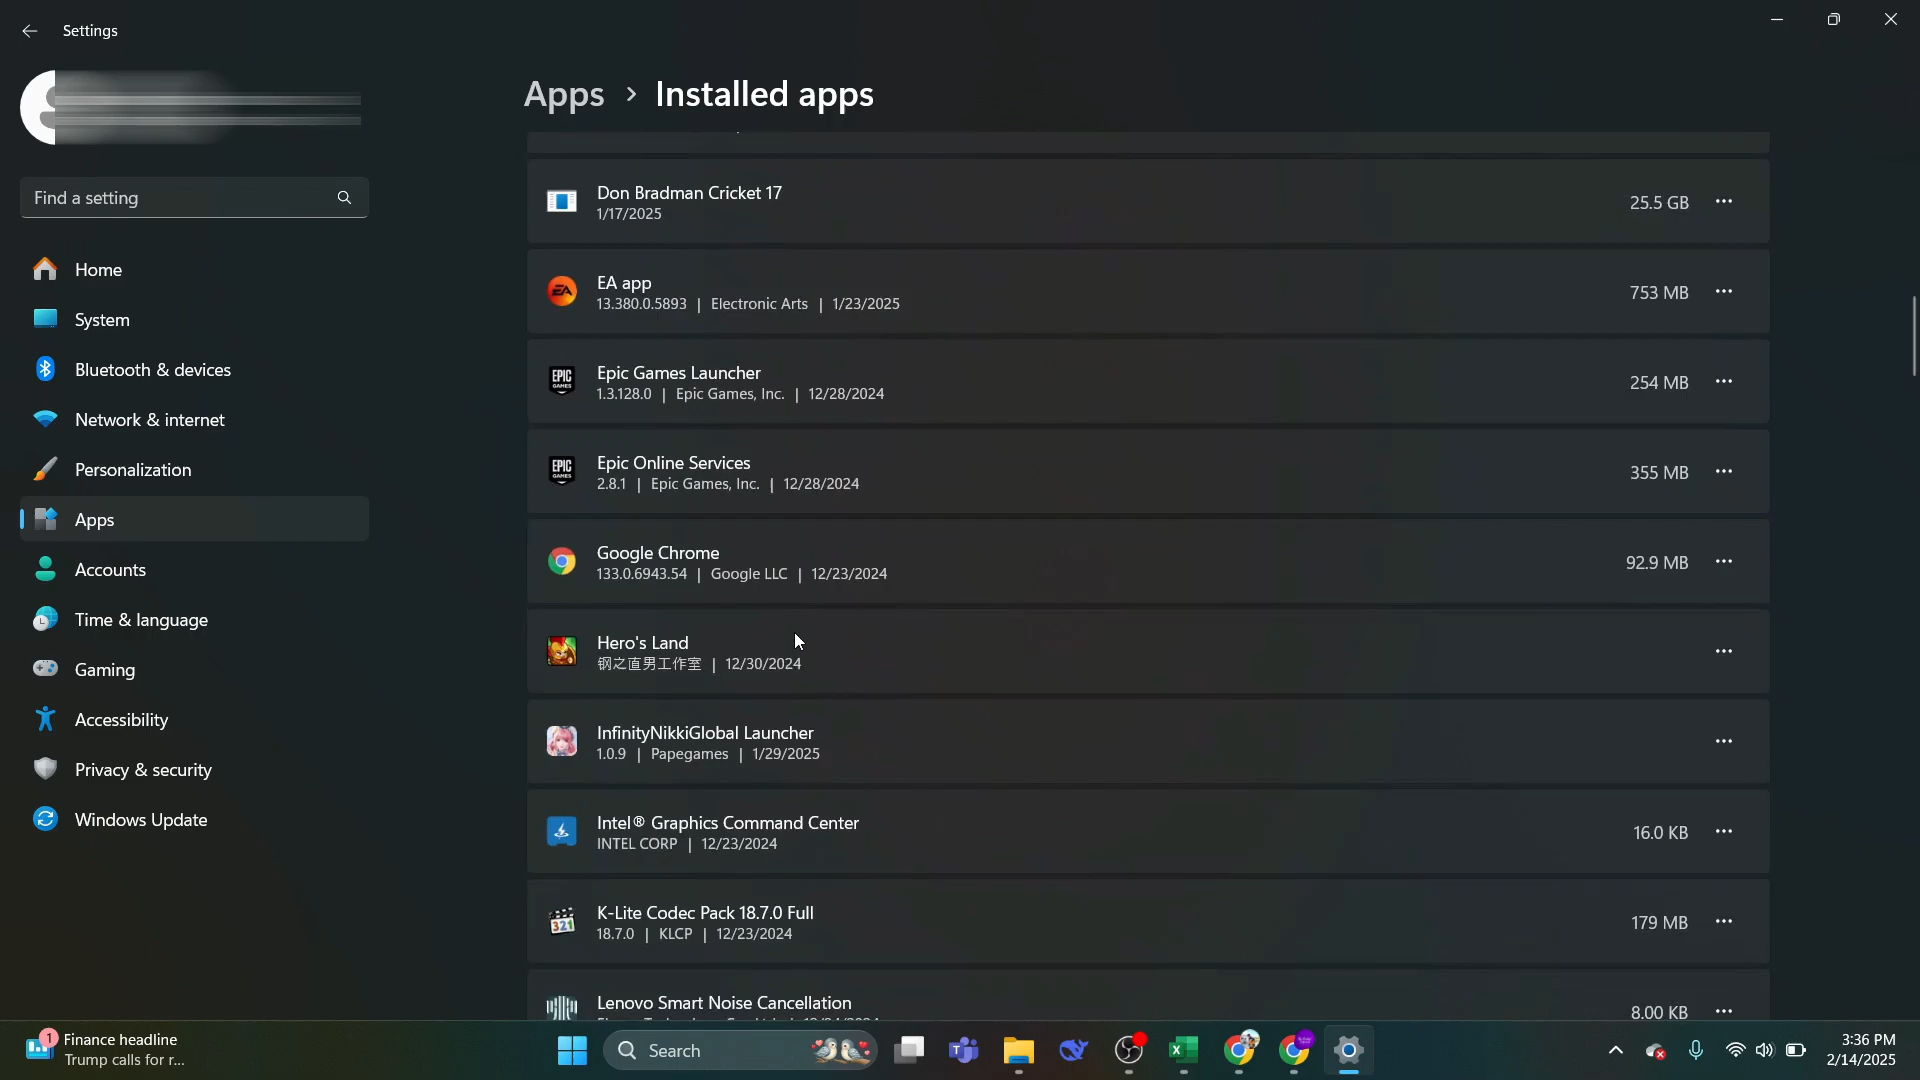 Settings
Find a setting
Home
System
Bluetooth & devices
Network & internet
Personalization
Apps
Accounts
Time & language
Gaming
Accessibility
Privacy & security
Windows Update
Apps > Installed apps
Don Bradman Cricket 17
1/17/2025
25.5 GB
EA app
13.380.0.5893 | Electronic Arts | 1/23/2025
753 MB
Epic Games Launcher
1.3.128.0 | Epic Games, Inc. | 12/28/2024
254 MB
Epic Online Services
2.8.1 | Epic Games, Inc. | 12/28/2024
355 MB
Google Chrome
133.0.6943.54 | Google LLC | 12/23/2024
92.9 MB
Hero's Land
钢之直男工作室 | 12/30/2024
InfinityNikkiGlobal Launcher
1.0.9 | Papegames | 1/29/2025
Intel® Graphics Command Center
INTEL CORP | 12/23/2024
16.0 KB
K-Lite Codec Pack 18.7.0 Full
18.7.0 | KLCP | 12/23/2024
179 MB
Lenovo Smart Noise Cancellation
8.00 KB
1
Finance headline
Trump calls for r...
Search
3:36 PM
2/14/2025